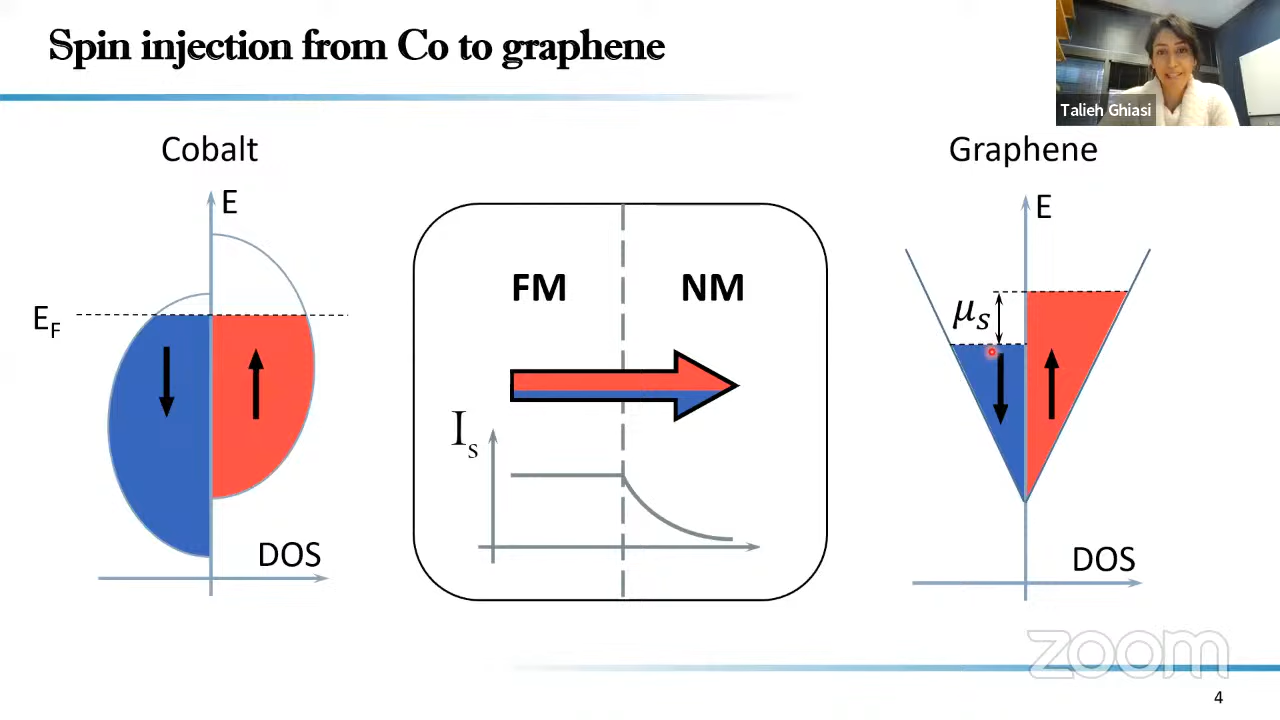 Spin injection from Co to graphene
Talieh Ghiasi
Cobalt
E
E_F
DOS
FM
NM
I_s
Graphene
E
μ_s
DOS
zoom
4